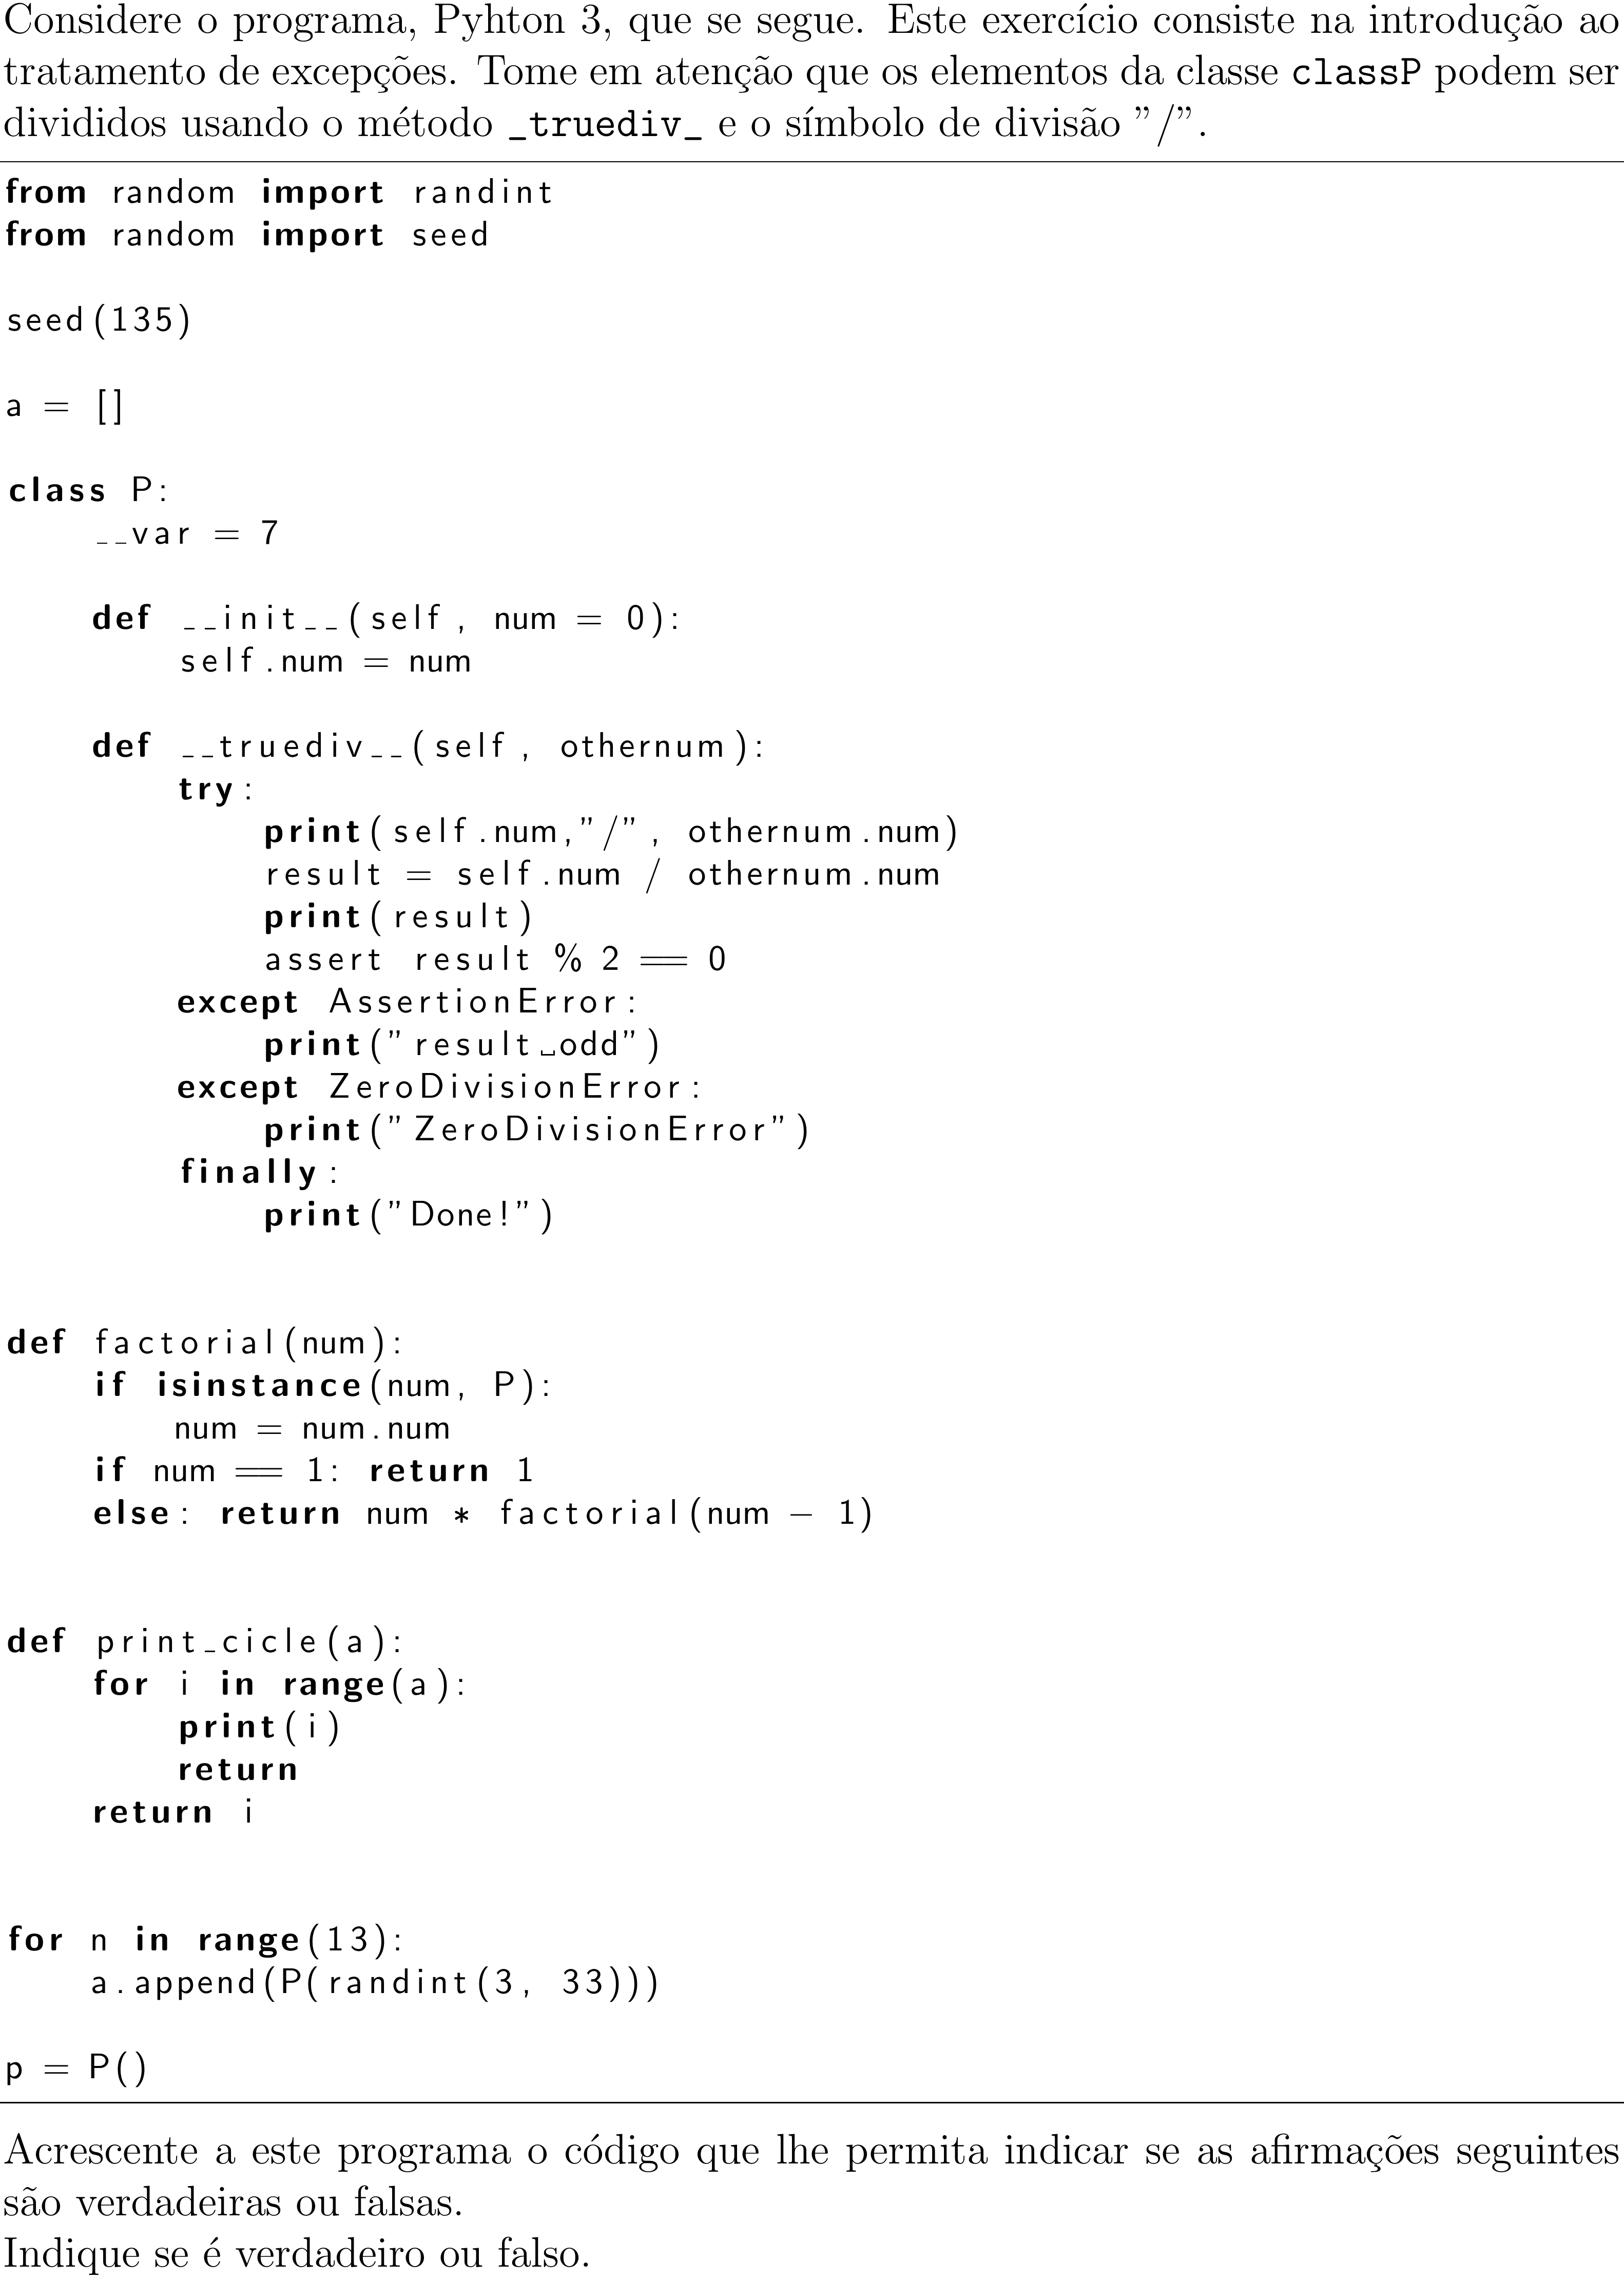 Considere o programa, Pyhton 3, que se segue. Este exercício consiste na introdução ao
tratamento de excepções. Tome em atenção que os elementos da classe classP podem ser
divididos usando o método _truediv_ e o símbolo de divisão ”/”.
from random import randint
from random import seed
seed(135)
a = []
class P:
    __var = 7
    def __init__(self, num = 0):
        self.num = num
    def __truediv__(self, othernum):
        try:
            print(self.num,”/”, othernum.num)
            result = self.num / othernum.num
            print(result)
            assert result % 2 == 0
        except AssertionError:
            print(”result␣odd”)
        except ZeroDivisionError:
            print(”ZeroDivisionError”)
        finally:
            print(”Done!”)
def factorial(num):
    if isinstance(num, P):
        num = num.num
    if num == 1: return 1
    else: return num * factorial(num − 1)
def print_cicle(a):
    for i in range(a):
        print(i)
        return
    return i
for n in range(13):
    a.append(P(randint(3, 33)))
p = P()
Acrescente a este programa o código que lhe permita indicar se as afirmações seguintes
são verdadeiras ou falsas.
Indique se é verdadeiro ou falso.